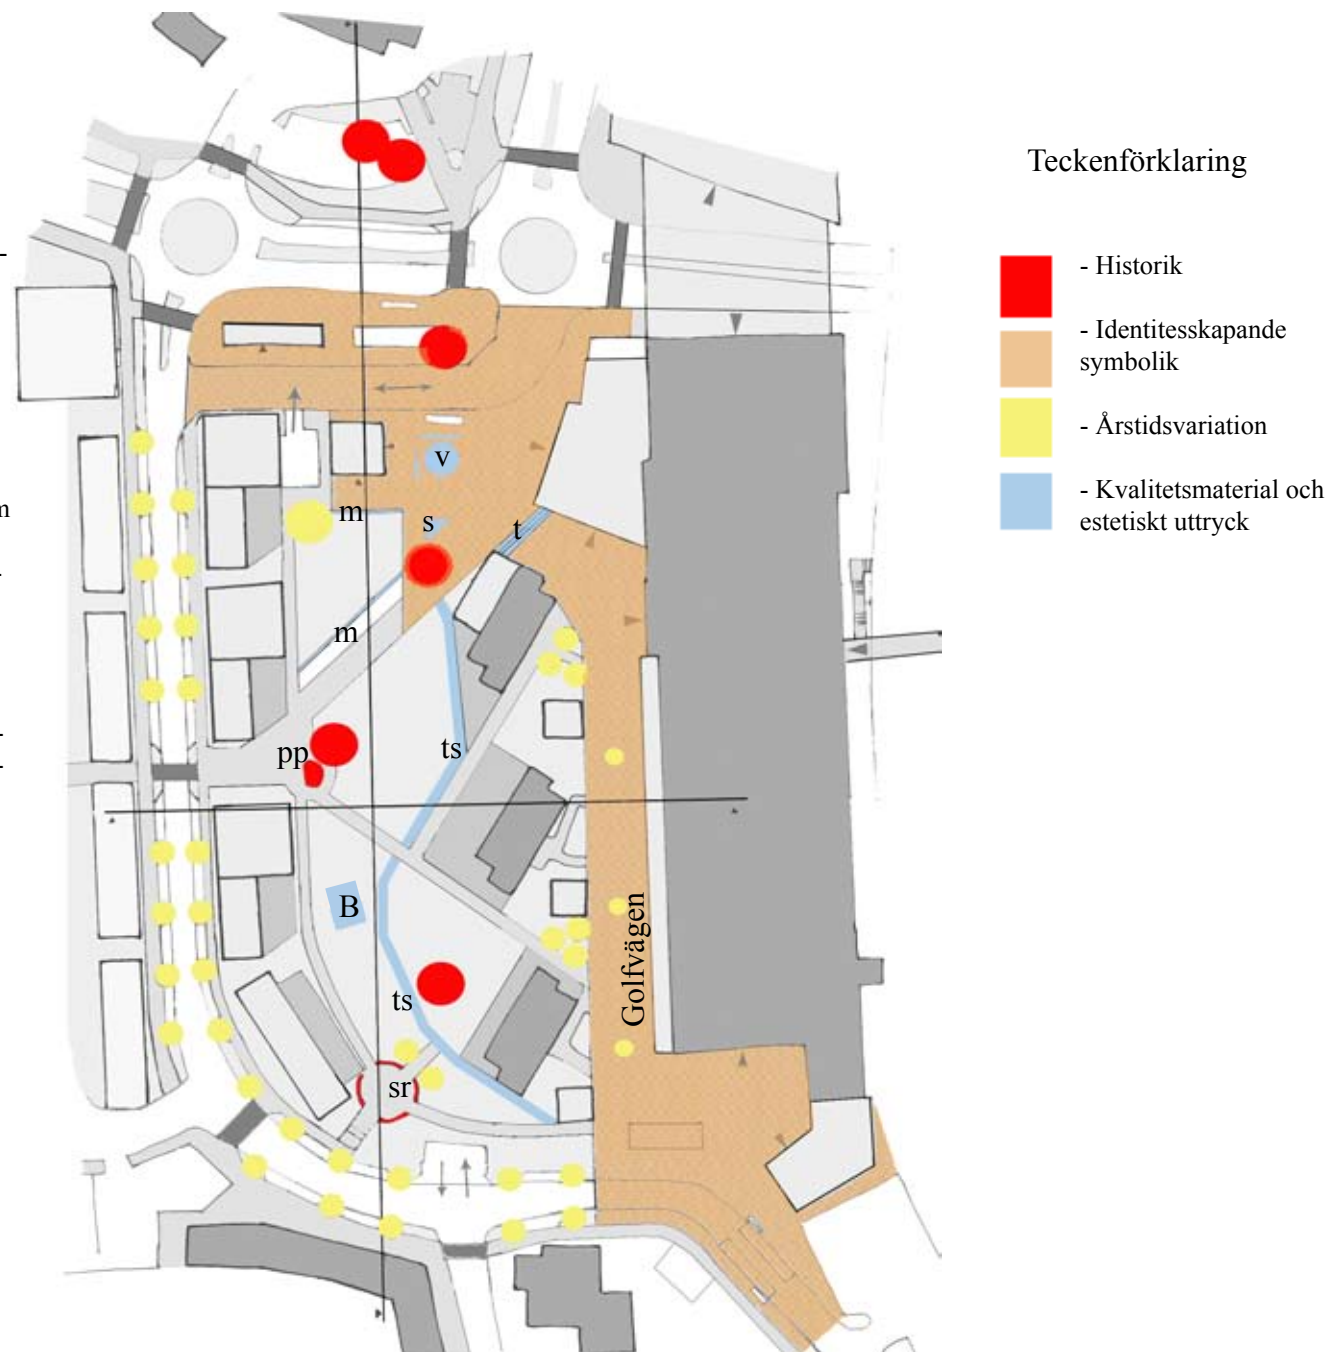 Teckenförklaring
- Historik
- Identitesskapande
symbolik
- Årstidsvariation
- Kvalitetsmaterial och
estetiskt uttryck
-
m
.
-
-
v
m
s
t
m
pp
ts
B
Golfvägen
ts
sr